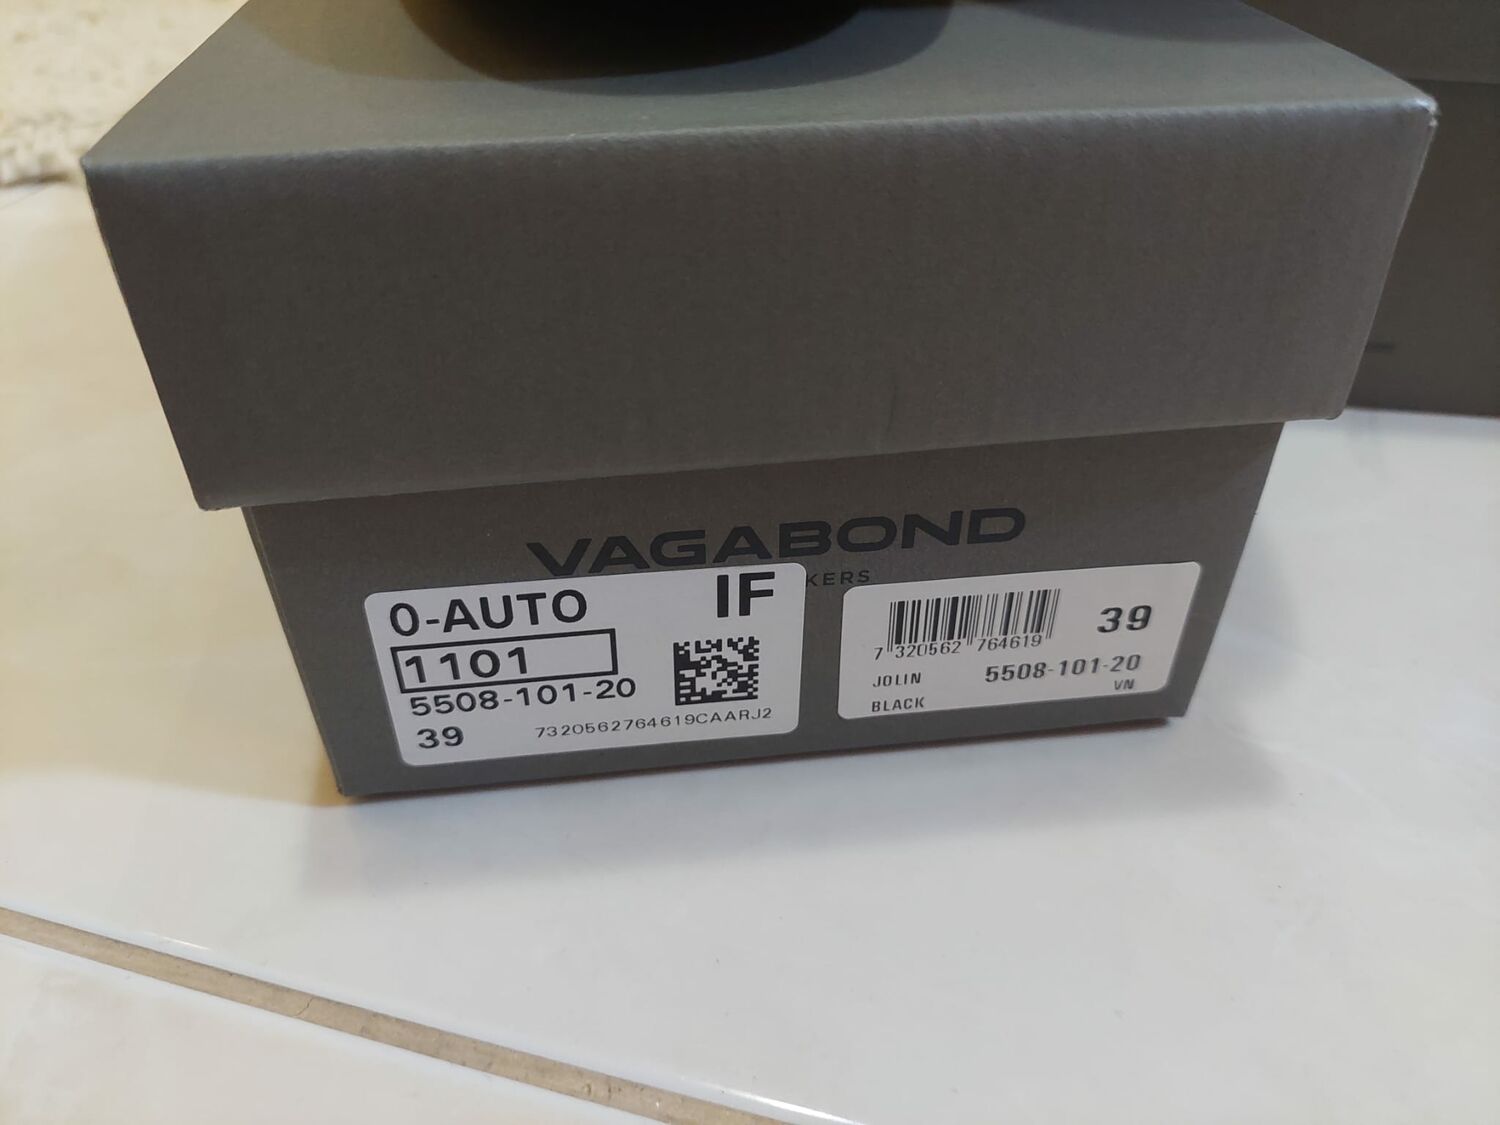 VAGABOND
KERS
0-AUTO IF
1101
5508-101-20
39 7320562764619CAARJ2
7 320562 764619 39
JOLIN 5508-101-20
VN
BLACK